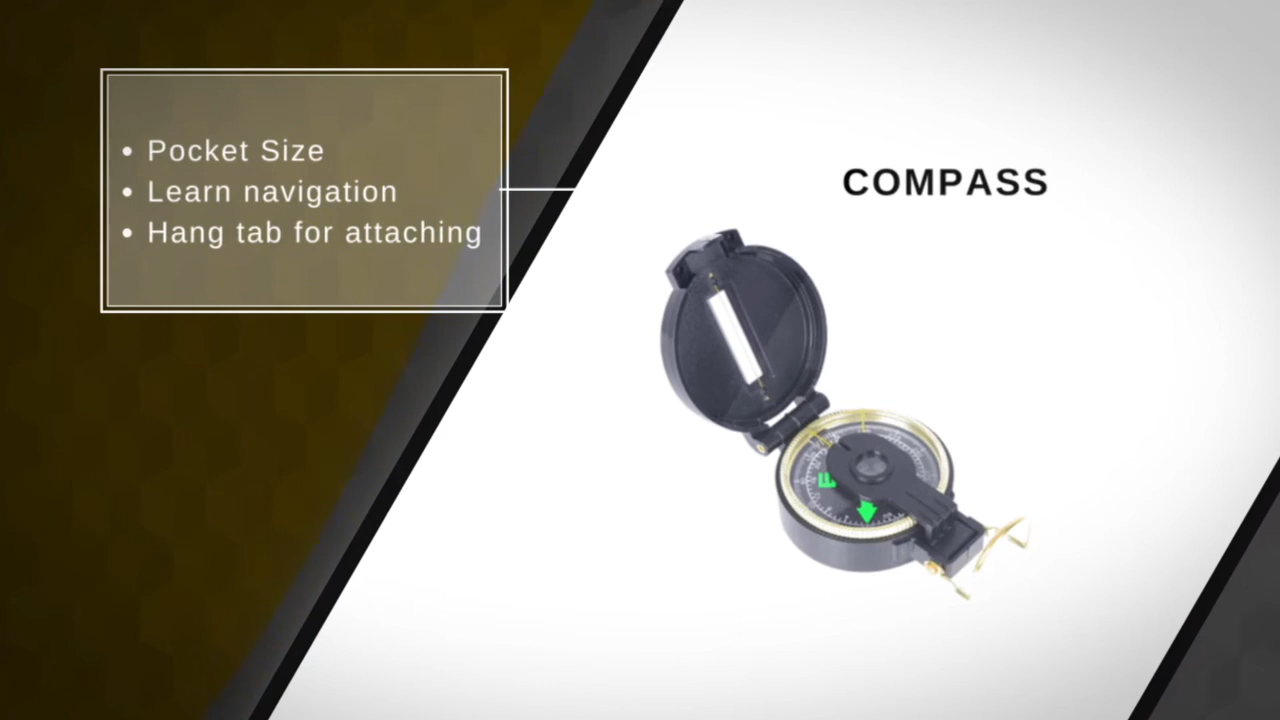 • Pocket Size
• Learn navigation
• Hang tab for attaching
COMPASS
E